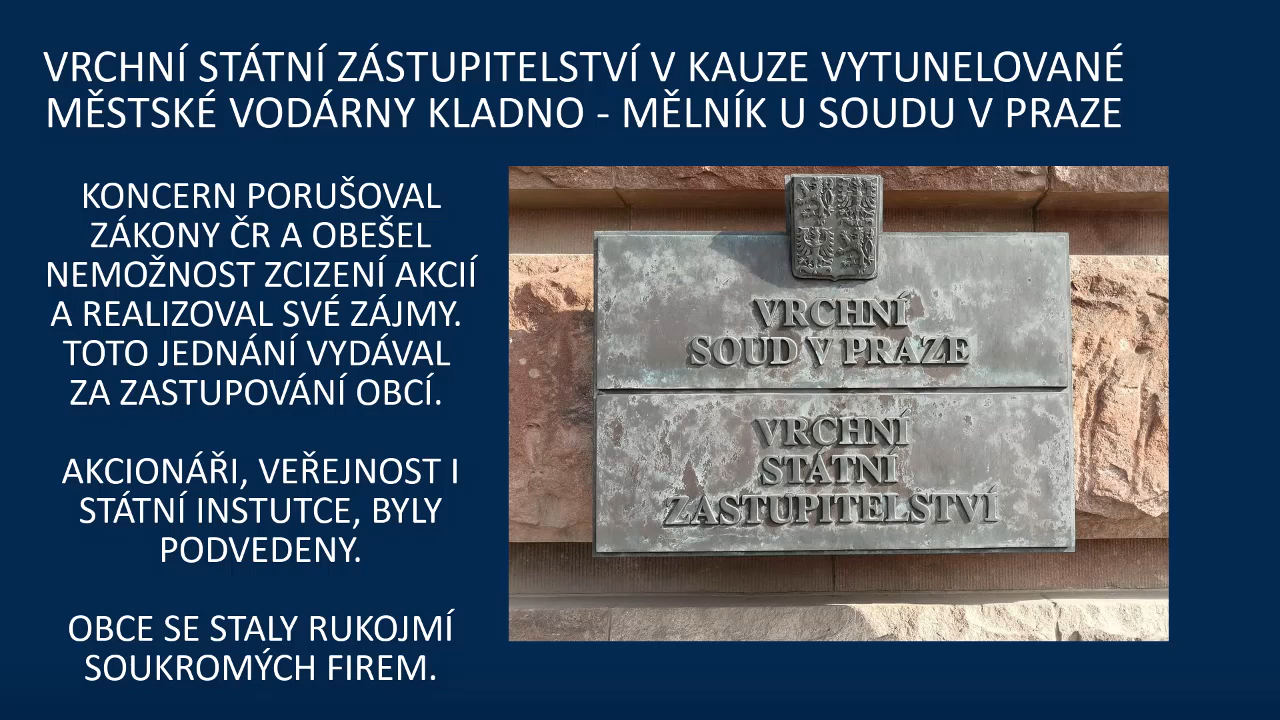 VRCHNÍ STÁTNÍ ZÁSTUPITELSTVÍ V KAUZE VYTUNELOVANÉ
MĚSTSKÉ VODÁRNY KLADNO - MĚLNÍK U SOUDU V PRAZE
KONCERN PORUŠOVAL
ZÁKONY ČR A OBEŠEL
NEMOŽNOST ZCIZENÍ AKCIÍ
A REALIZOVAL SVÉ ZÁJMY.
TOTO JEDNÁNÍ VYDÁVAL
ZA ZASTUPOVÁNÍ OBCÍ.
AKCIONÁŘI, VEŘEJNOST I
STÁTNÍ INSTUTCE, BYLY
PODVEDENY.
OBCE SE STALY RUKOJMÍ
SOUKROMÝCH FIREM.
VRCHNÍ
SOUD V PRAZE
VRCHNÍ
STÁTNÍ
ZASTUPITELSTVÍ